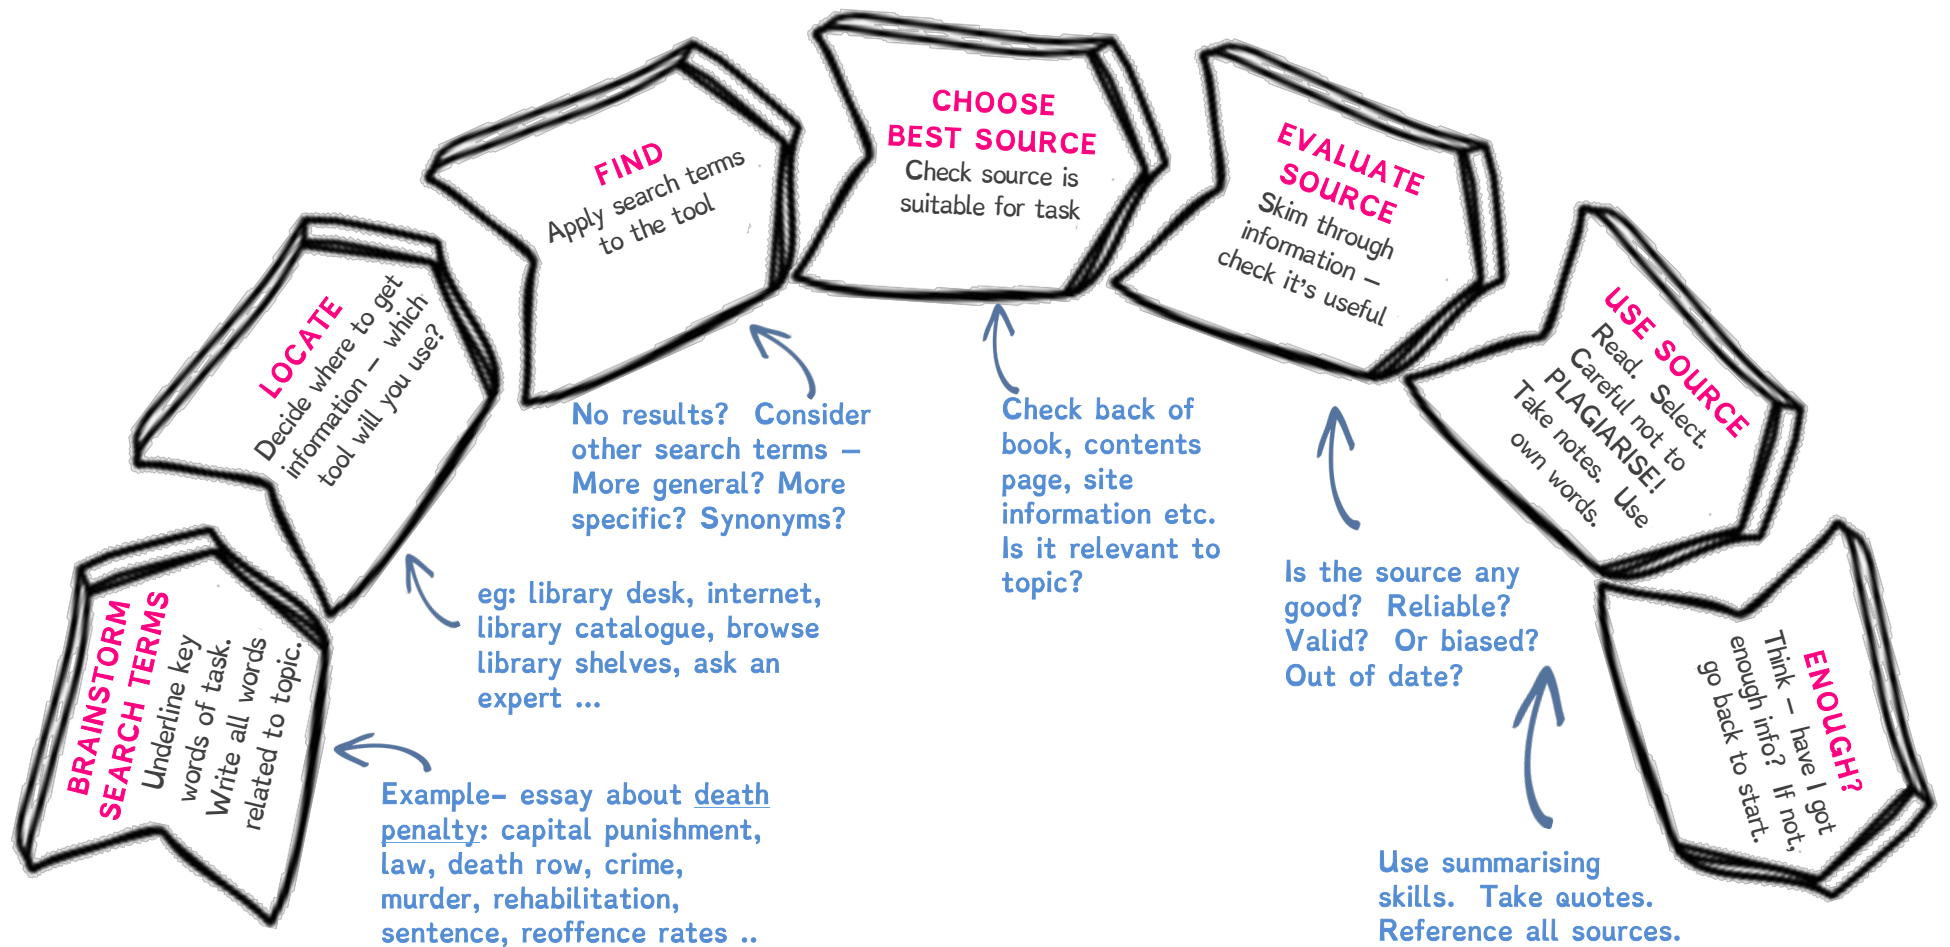 BRAINSTORM
SEARCH TERMS
Underline key
words of task.
Write all words
related to topic.
Example– essay about death
penalty: capital punishment,
law, death row, crime,
murder, rehabilitation,
sentence, reoffence rates ..
LOCATE
Decide where to get
information – which
tool will you use?
eg: library desk, internet,
library catalogue, browse
library shelves, ask an
expert ...
FIND
Apply search terms
to the tool
No results? Consider
other search terms –
More general? More
specific? Synonyms?
CHOOSE
BEST SOURCE
Check source is
suitable for task
Check back of
book, contents
page, site
information etc.
Is it relevant to
topic?
EVALUATE
SOURCE
Skim through
information –
check it's useful
Is the source any
good? Reliable?
Valid? Or biased?
Out of date?
USE SOURCE
Read. Select.
Careful not to
PLAGIARISE!
Take notes. Use
own words.
Use summarising
skills. Take quotes.
Reference all sources.
ENOUGH?
Think – have I got
enough info? If not,
go back to start.